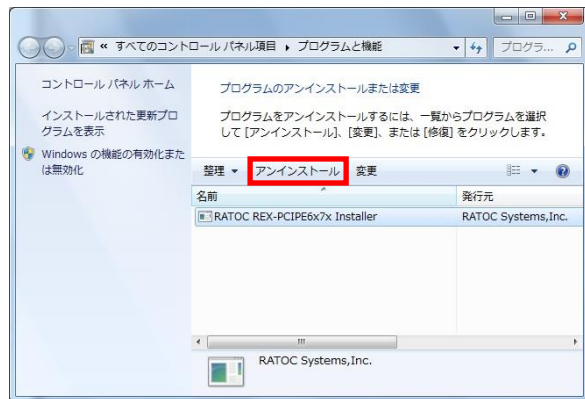 « すべてのコントロール パネル項目 ▸ プログラムと機能
プログラ...
コントロール パネル ホーム
インストールされた更新プロ
グラムを表示
Windows の機能の有効化また
は無効化
プログラムのアンインストールまたは変更
プログラムをアンインストールするには、一覧からプログラムを選択
して [アンインストール]、[変更]、または [修復] をクリックします。
整理 ▼ アンインストール 変更
名前 発行元
RATOC REX-PCIPE6x7x Installer RATOC Systems,Inc.
RATOC Systems,Inc.